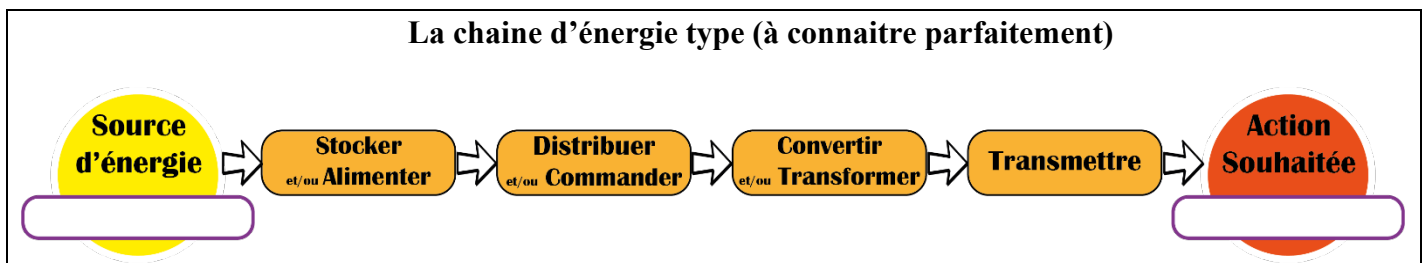 La chaine d’énergie type (à connaitre parfaitement)
Source
d’énergie
Stocker
et/ou Alimenter
Distribuer
et/ou Commander
Convertir
et/ou Transformer
Transmettre
Action
Souhaitée